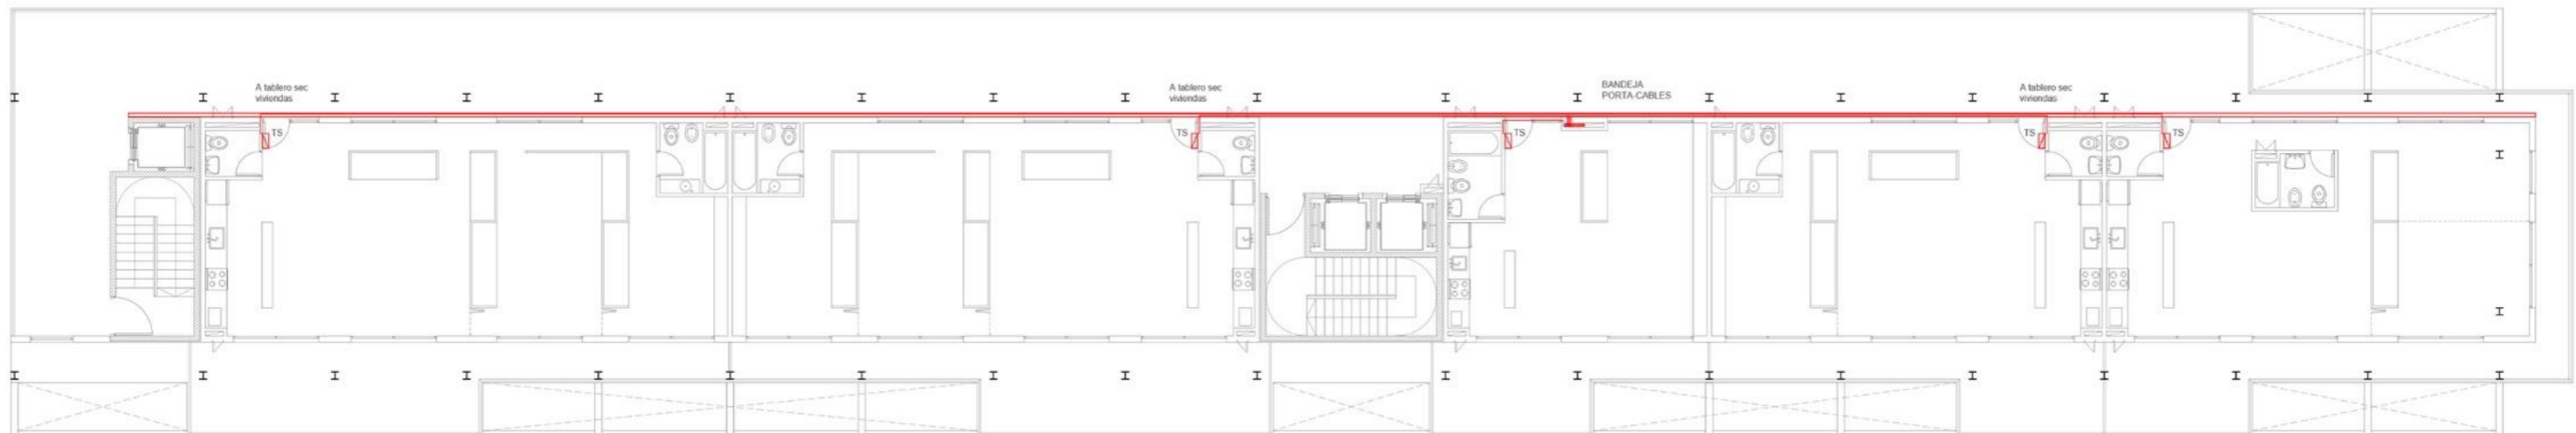 A tablero sec
viviendas
A tablero sec
viviendas
BANDEJA
PORTA-CABLES
A tablero sec
viviendas
TS
TS
TS
TS
TS